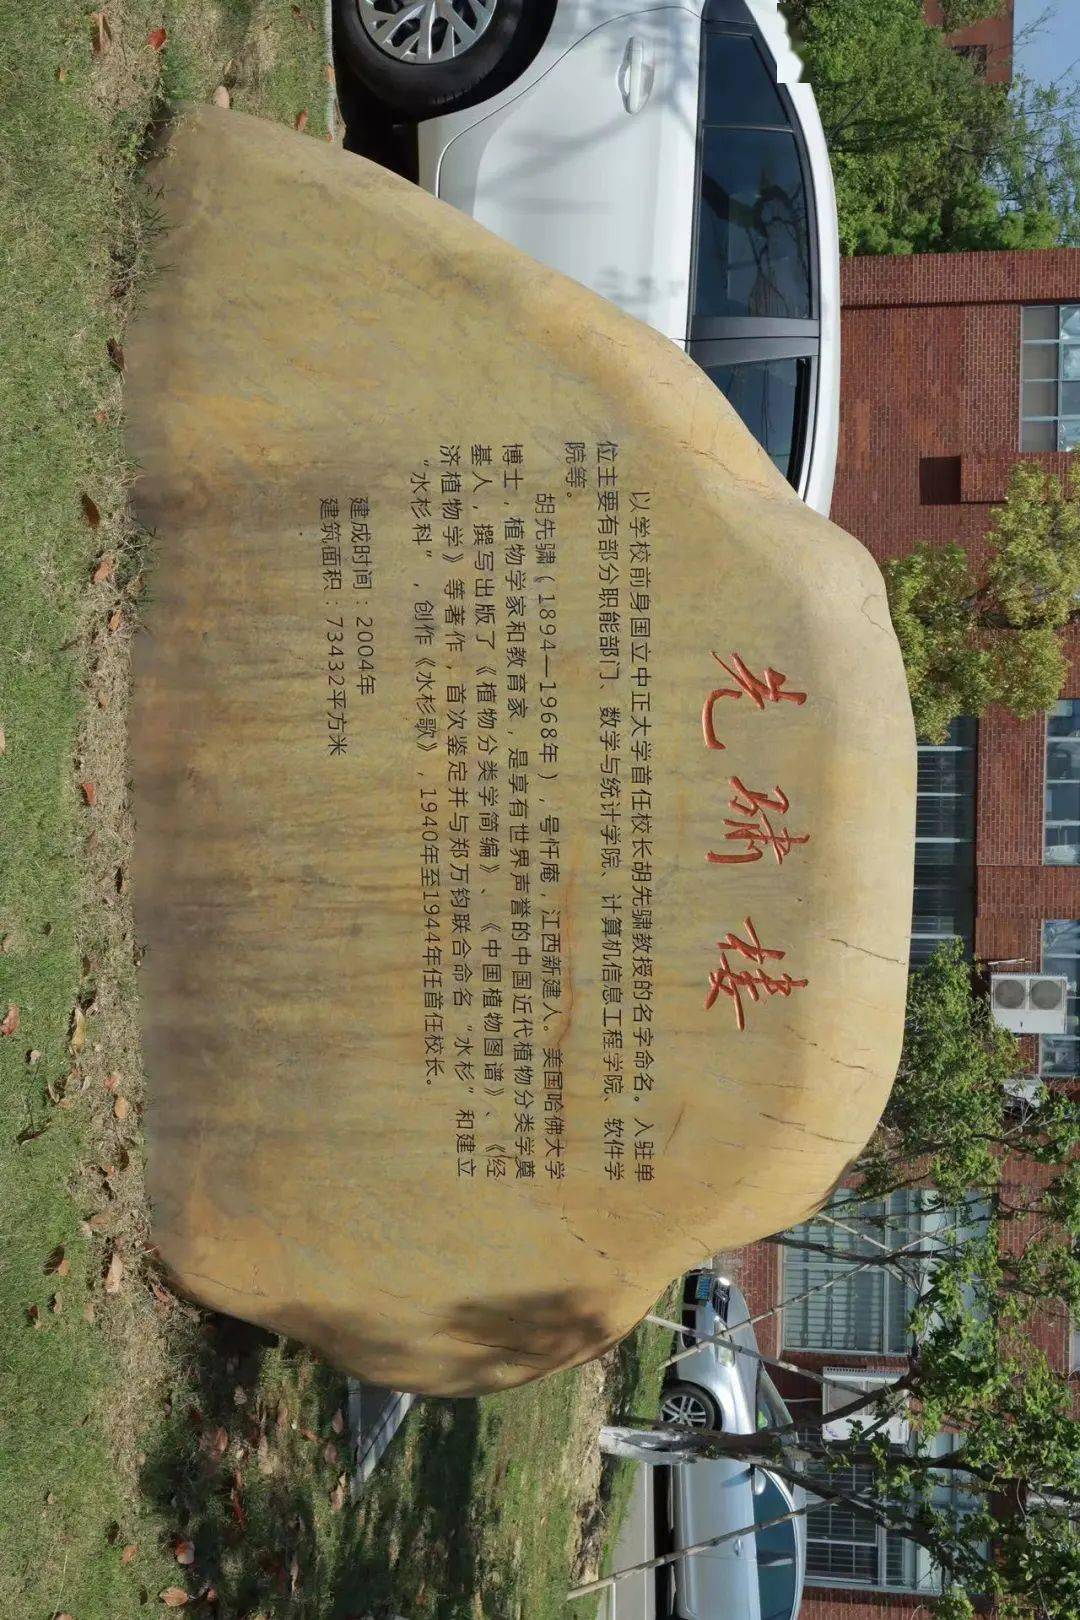 先骕楼
以学校前身国立中正大学首任校长胡先骕教授的名字命名。入驻单
位主要有部分职能部门、数学与统计学院、计算机信息工程学院、软件学
院等。
胡先骕（1894—1968年），号忏庵，江西新建人。美国哈佛大学
博士，植物学家和教育家，是享有世界声誉的中国近代植物分类学奠
基人，撰写出版了《植物分类学简编》、《中国植物图谱》、《经
济植物学》等著作，首次鉴定并与郑万钧联合命名“水杉”和建立
“水杉科”，创作《水杉歌》，1940年至1944年任首任校长。
建成时间：2004年
建筑面积：73432平方米